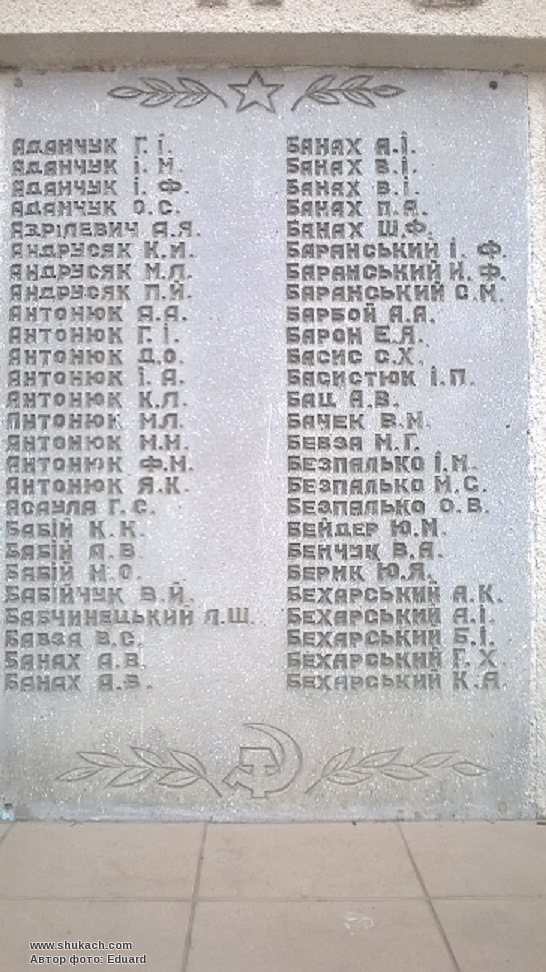 АДАМЧУК Г.І.
АДАМЧУК І.М.
АДАМЧУК І.Ф.
АДАМЧУК О.С.
АЗРІЛЕВИЧ А.Я.
АНДРУСЯК К.И.
АНДРУСЯК М.Л.
АНДРУСЯК П.Й.
АНТОНЮК А.А.
АНТОНЮК Г.І.
АНТОНЮК Д.О.
АНТОНЮК І.А.
АНТОНЮК К.Л.
АНТОНЮК М.Л.
АНТОНЮК М.М.
АНТОНЮК Ф.М.
АНТОНЮК Я.К.
АСАУЛА Г.С.
БАБІЙ К.К.
БАБІЙ Л.В.
БАБІЙ М.О.
БАБІЙЧУК В.Й.
БАБЧИНЕЦЬКИЙ Л.Ш.
БАВЗА В.С.
БАНАХ А.В.
БАНАХ А.В.
БАНАХ А.І.
БАНАХ В.І.
БАНАХ В.І.
БАНАХ П.А.
БАНАХ Ш.Ф.
БАРАНСЬКИЙ І.Ф.
БАРАНСЬКИЙ Й.Ф.
БАРАНСЬКИЙ С.М.
БАРБОЙ А.А.
БАРОН Е.Я.
БАСИС С.Х.
БАСИСТЮК І.П.
БАЦ А.В.
БАЧЕК В.М.
БЕВЗА М.Г.
БЕЗПАЛЬКО І.М.
БЕЗПАЛЬКО М.С.
БЕЗПАЛЬКО О.В.
БЕЙДЕР Ю.М.
БЕНЧУК В.А.
БЕРИК Ю.Я.
БЕХАРСЬКИЙ А.К.
БЕХАРСЬКИЙ А.І.
БЕХАРСЬКИЙ Б.І.
БЕХАРСЬКИЙ Г.Х.
БЕХАРСЬКИЙ К.А.
www.shukach.com
Автор фото: Eduard